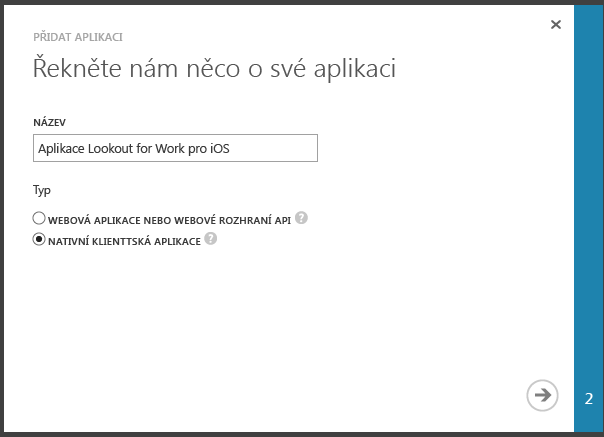 PŘIDAT APLIKACI
Řekněte nám něco o své aplikaci
NÁZEV
Aplikace Lookout for Work pro iOS
Typ
WEBOVÁ APLIKACE NEBO WEBOVÉ ROZHRANÍ API ?
NATIVNÍ KLIENTTSKÁ APLIKACE ?
2